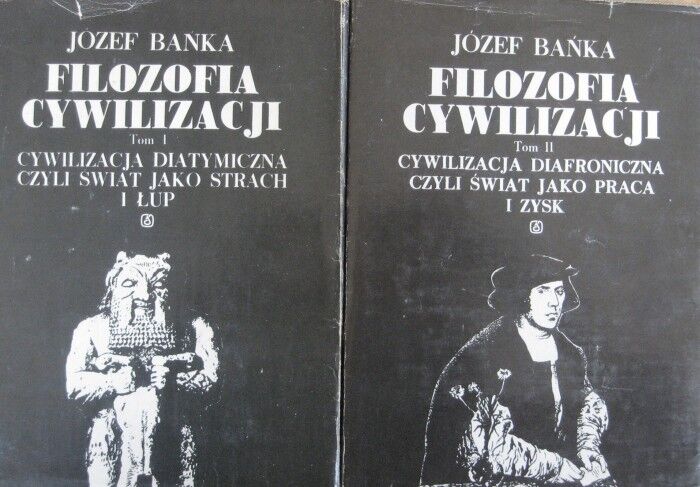 JÓZEF BAŃKA
FILOZOFIA
CYWILIZACJI
Tom I
CYWILIZACJA DIATYMICZNA
CZYLI ŚWIAT JAKO STRACH
I ŁUP
JÓZEF BAŃKA
FILOZOFIA
CYWILIZACJI
Tom II
CYWILIZACJA DIAFRONICZNA
CZYLI ŚWIAT JAKO PRACA
I ZYSK